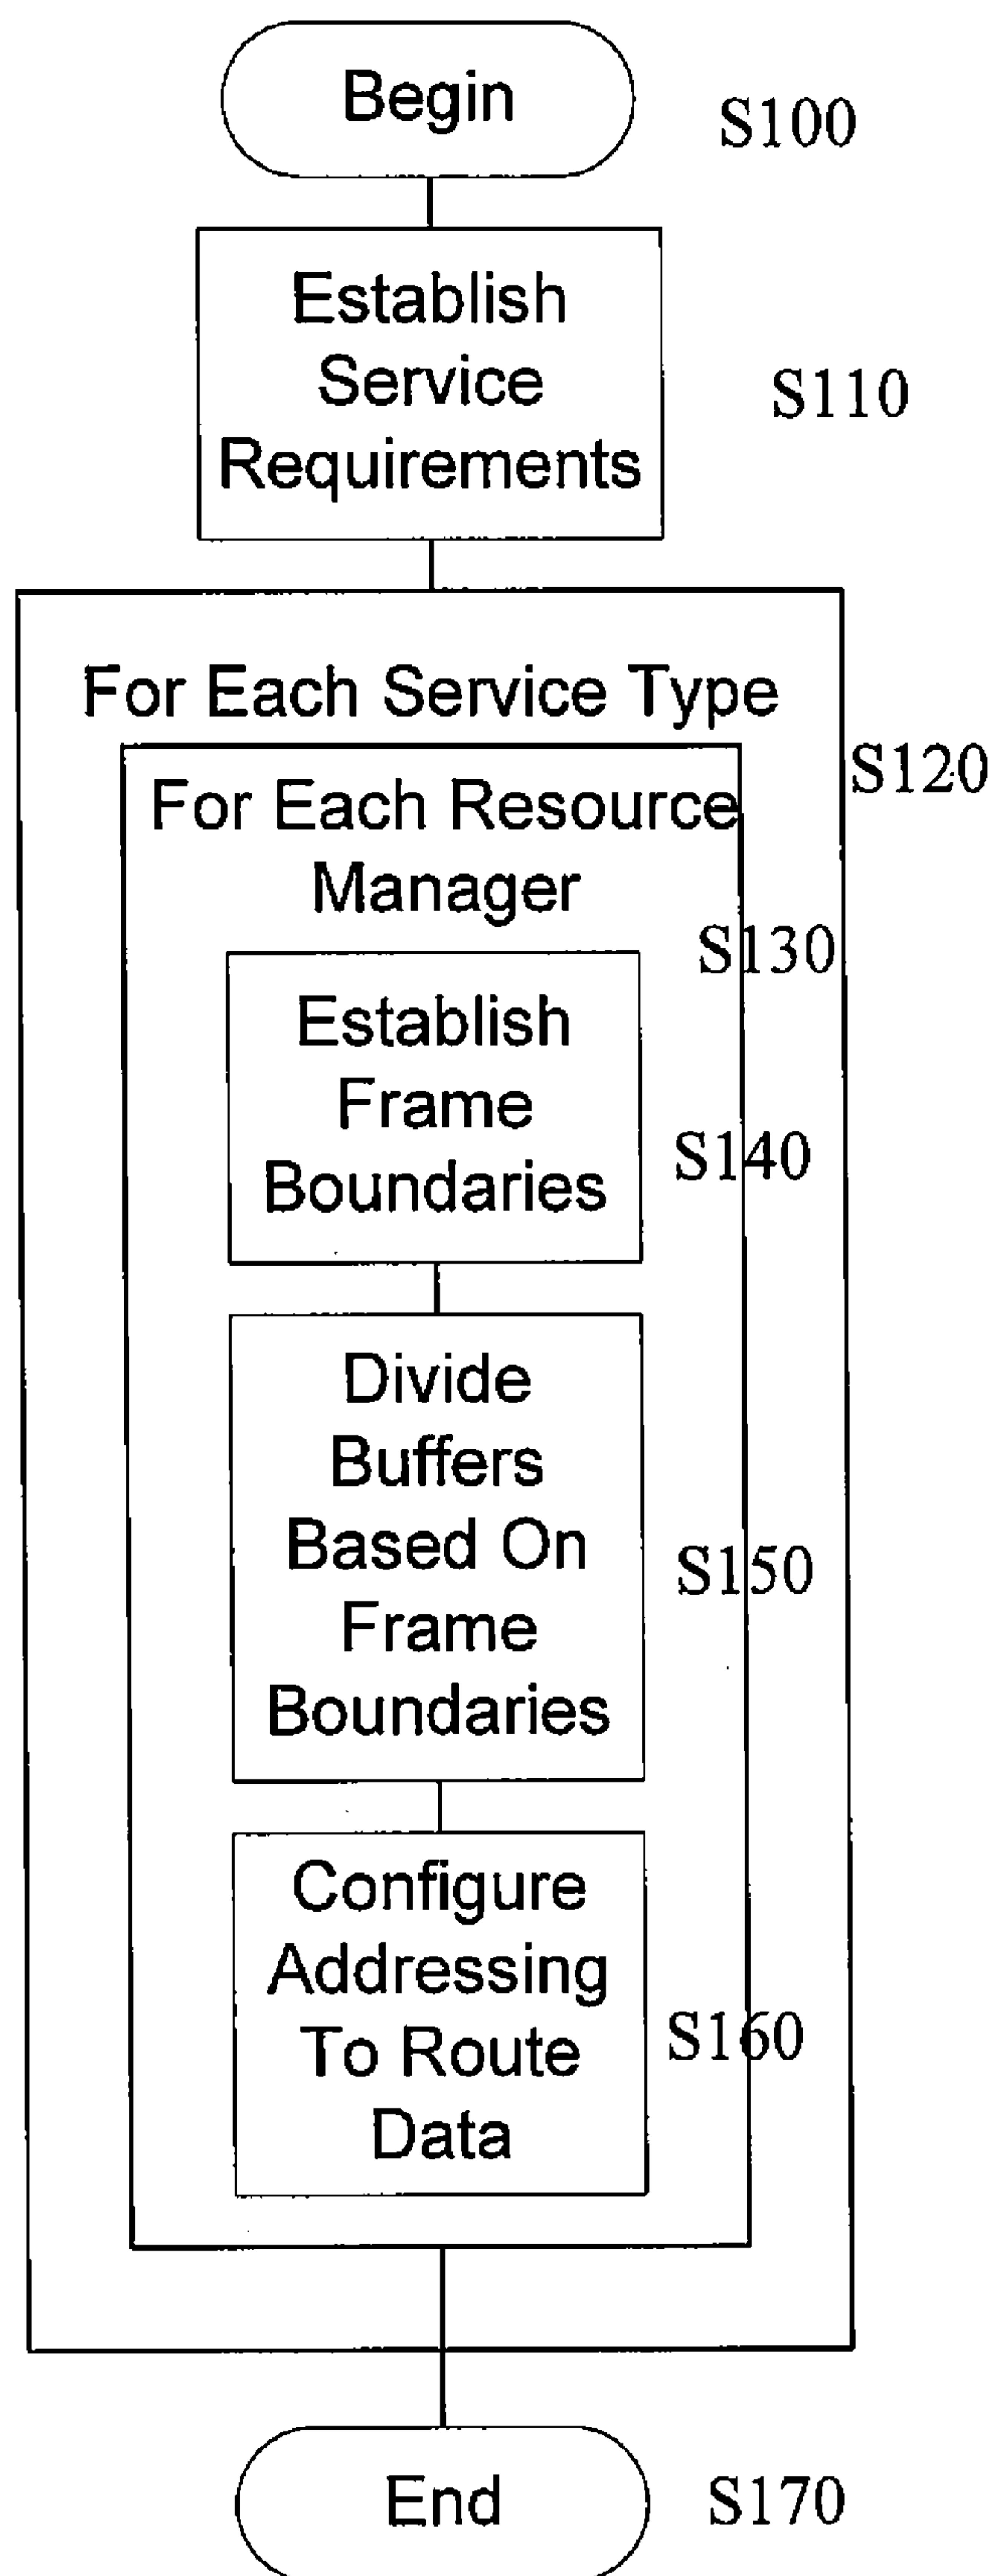 Begin
S100
Establish
Service
Requirements
S110
For Each Service Type
S120
For Each Resource
Manager
S130
Establish
Frame
Boundaries
S140
Divide
Buffers
Based On
Frame
Boundaries
S150
Configure
Addressing
To Route
Data
S160
End
S170